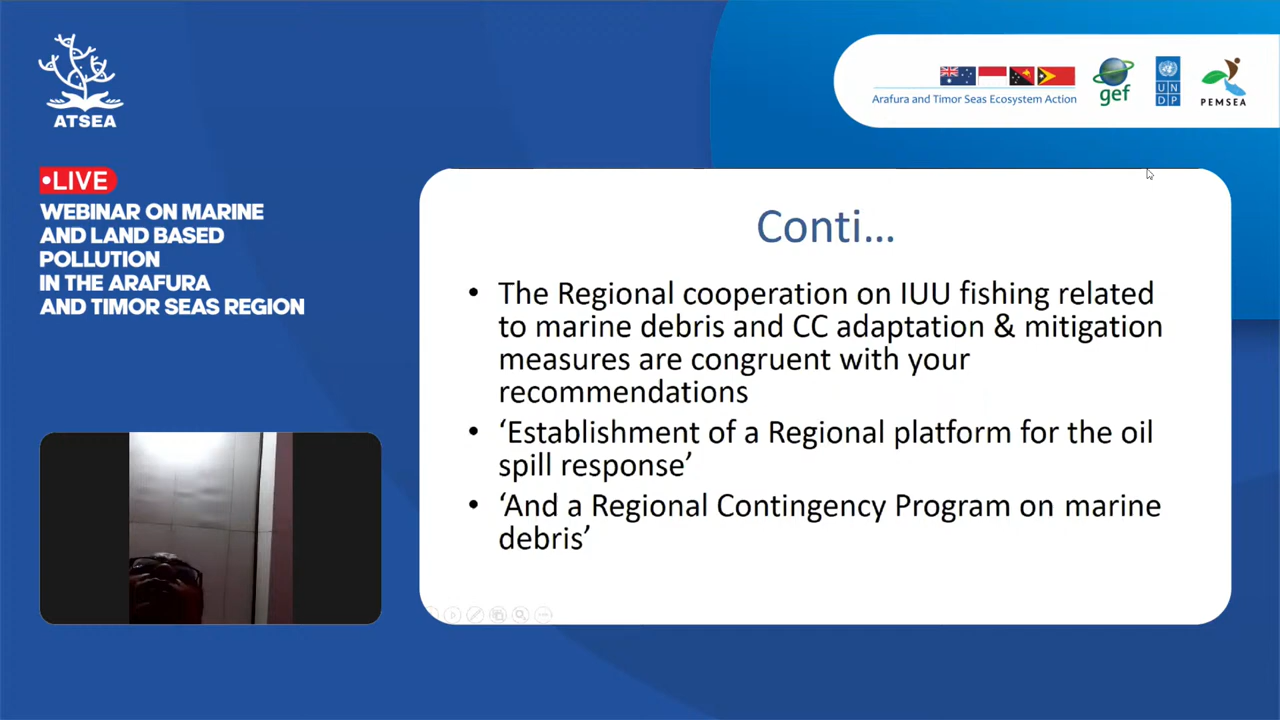 ATSEA
Arafura and Timor Seas Ecosystem Action
gef
U N
D P
PEMSEA
•LIVE
WEBINAR ON MARINE
AND LAND BASED
POLLUTION
IN THE ARAFURA
AND TIMOR SEAS REGION
Conti...
• The Regional cooperation on IUU fishing related
to marine debris and CC adaptation & mitigation
measures are congruent with your
recommendations
• ‘Establishment of a Regional platform for the oil
spill response’
• ‘And a Regional Contingency Program on marine
debris’